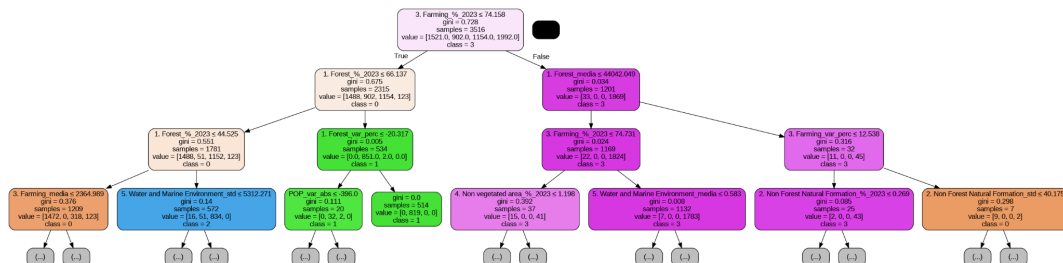 3. Farming_%_2023 ≤ 74.158
gini = 0.728
samples = 3516
value = [1521.0, 902.0, 1154.0, 1992.0]
class = 3
True
False
1. Forest_%_2023 ≤ 66.137
gini = 0.675
samples = 2315
value = [1488, 902, 1154, 123]
class = 0
1. Forest_media ≤ 44042.049
gini = 0.034
samples = 1201
value = [33, 0, 0, 1869]
class = 3
1. Forest_%_2023 ≤ 44.525
gini = 0.551
samples = 1781
value = [1488, 51, 1152, 123]
class = 0
1. Forest_var_perc ≤ -20.317
gini = 0.005
samples = 534
value = [0.0, 851.0, 2.0, 0.0]
class = 1
3. Farming_%_2023 ≤ 74.731
gini = 0.024
samples = 1169
value = [22, 0, 0, 1824]
class = 3
3. Farming_var_perc ≤ 12.538
gini = 0.316
samples = 32
value = [11, 0, 0, 45]
class = 3
3. Farming_media ≤ 2364.989
gini = 0.376
samples = 1209
value = [1472, 0, 318, 123]
class = 0
5. Water and Marine Environment_std ≤ 5312.271
gini = 0.14
samples = 572
value = [16, 51, 834, 0]
class = 2
POP_var_abs ≤ -396.0
gini = 0.111
samples = 20
value = [0, 32, 2, 0]
class = 1
gini = 0.0
samples = 514
value = [0, 819, 0, 0]
class = 1
4. Non vegetated area_%_2023 ≤ 1.198
gini = 0.392
samples = 37
value = [15, 0, 0, 41]
class = 3
5. Water and Marine Environment_media ≤ 0.583
gini = 0.008
samples = 1132
value = [7, 0, 0, 1783]
class = 3
2. Non Forest Natural Formation_%_2023 ≤ 0.269
gini = 0.085
samples = 25
value = [2, 0, 0, 43]
class = 3
2. Non Forest Natural Formation_std ≤ 40.175
gini = 0.298
samples = 7
value = [9, 0, 0, 2]
class = 0
(...)
(...)
(...)
(...)
(...)
(...)
(...)
(...)
(...)
(...)
(...)
(...)
(...)
(...)